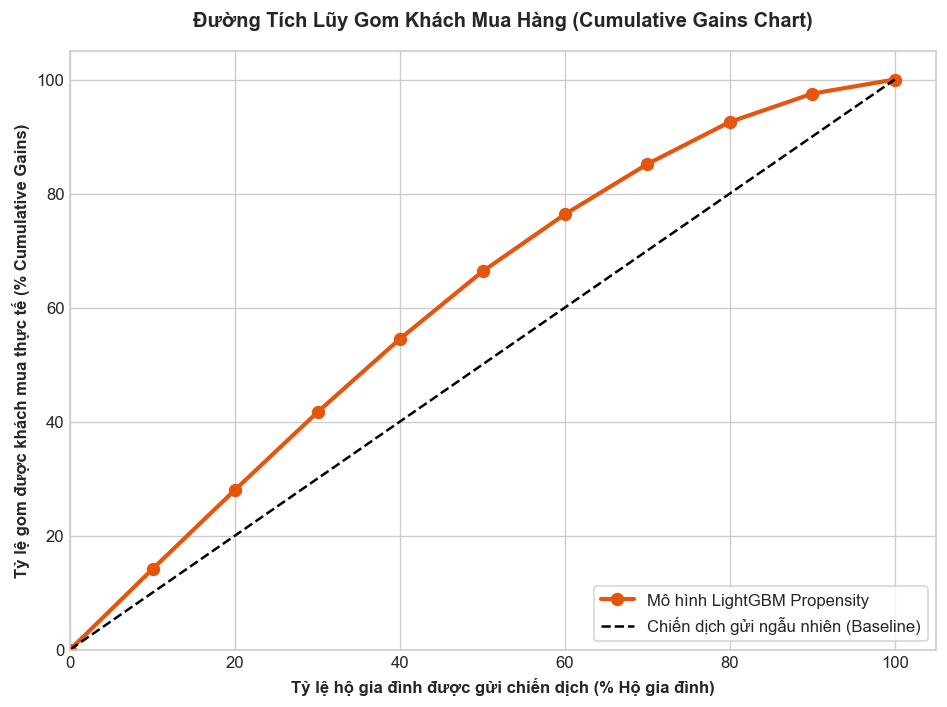 Đường Tích Lũy Gom Khách Mua Hàng (Cumulative Gains Chart)
Tỷ lệ gom được khách mua thực tế (% Cumulative Gains)
100
80
60
40
20
0
Mô hình LightGBM Propensity
Chiến dịch gửi ngẫu nhiên (Baseline)
0 20 40 60 80 100
Tỷ lệ hộ gia đình được gửi chiến dịch (% Hộ gia đình)